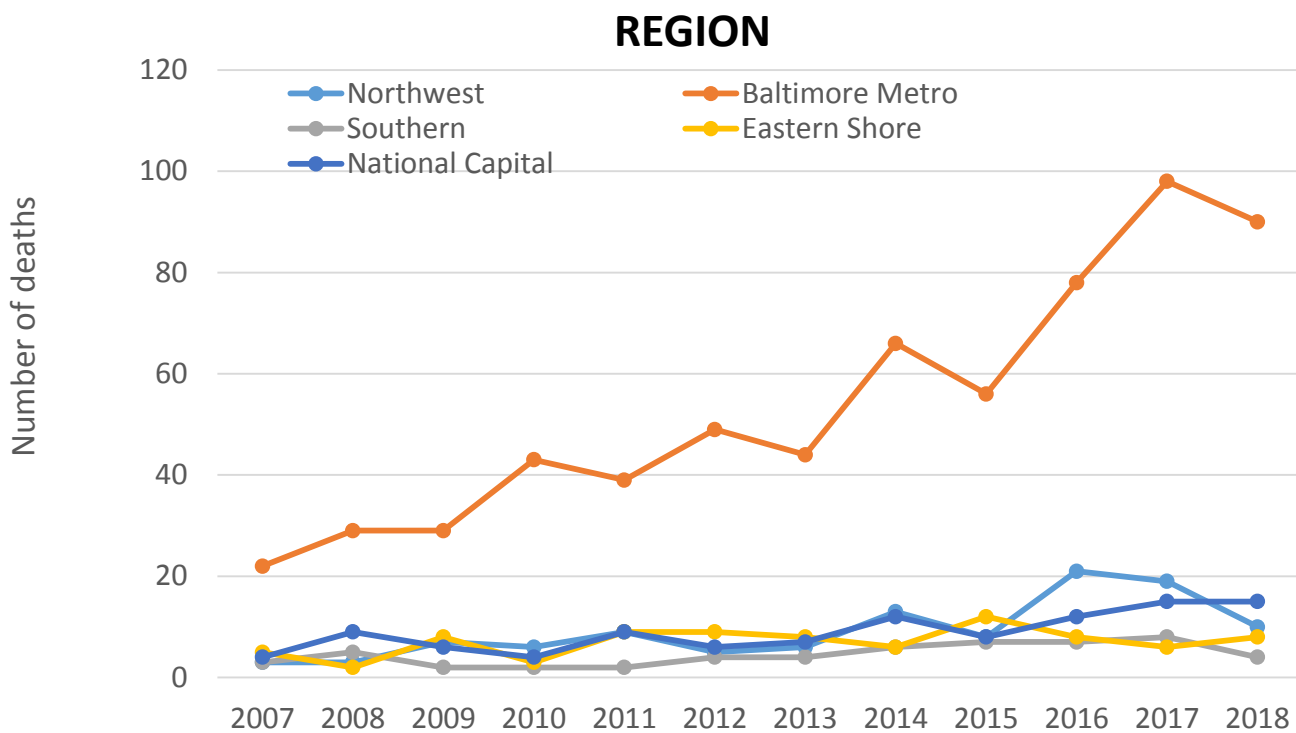 REGION
120
100
80
60
40
20
0
Number of deaths
Northwest
Baltimore Metro
Southern
Eastern Shore
National Capital
2007 2008 2009 2010 2011 2012 2013 2014 2015 2016 2017 2018